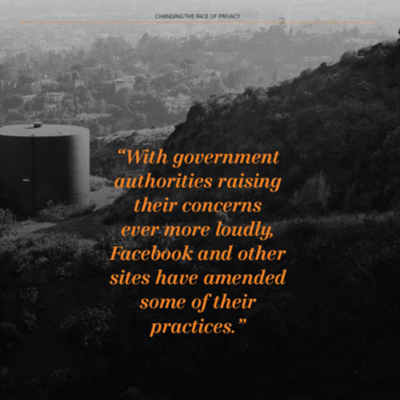 CHANGING THE FACE OF PRIVACY
“With government
authorities raising
their concerns
ever more loudly,
Facebook and other
sites have amended
some of their
practices.”